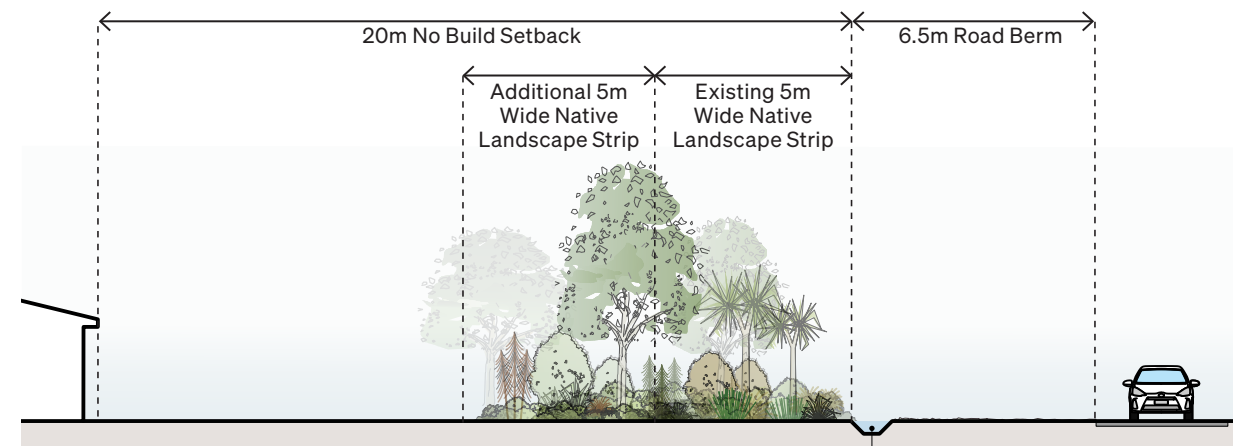 20m No Build Setback
6.5m Road Berm
Additional 5m
Wide Native
Landscape Strip
Existing 5m
Wide Native
Landscape Strip